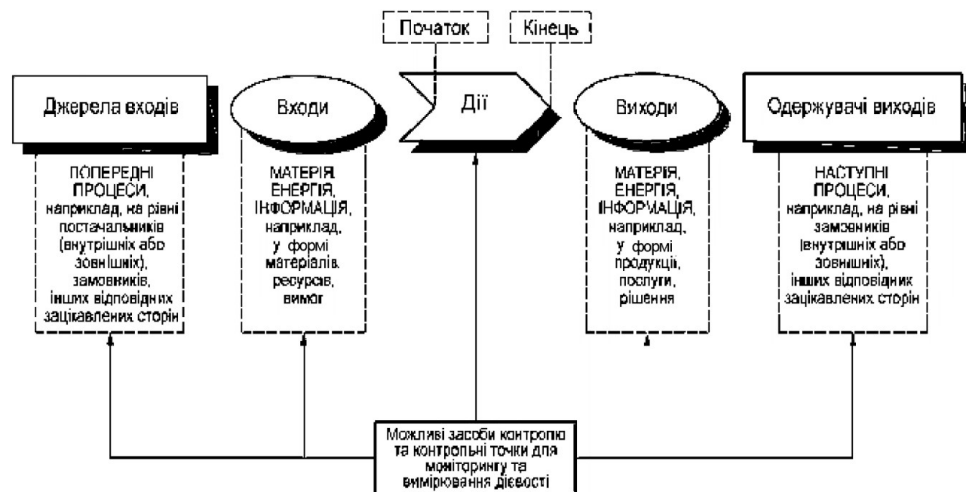 Початок
Кінець
Джерела входів
Входи
Дії
Виходи
Одержувачі виходів
ПОПЕРЕДНІ
ПРОЦЕСИ,
наприклад, на рівні
постачальників
(внутрішніх або
зовнішніх),
замовників,
інших відповідних
зацікавлених сторін
МАТЕРІЯ,
ЕНЕРГІЯ,
ІНФОРМАЦІЯ,
наприклад,
у формі
матеріалів,
ресурсів,
вимог
МАТЕРІЯ,
ЕНЕРГІЯ,
ІНФОРМАЦІЯ,
наприклад,
у формі
продукції,
послуги,
рішення
НАСТУПНІ
ПРОЦЕСИ,
наприклад, на рівні
замовників
(внутрішніх або
зовнішніх),
інших відповідних
зацікавлених сторін
Можливі засоби контролю
та контрольні точки для
моніторингу та
вимірювання дієвості